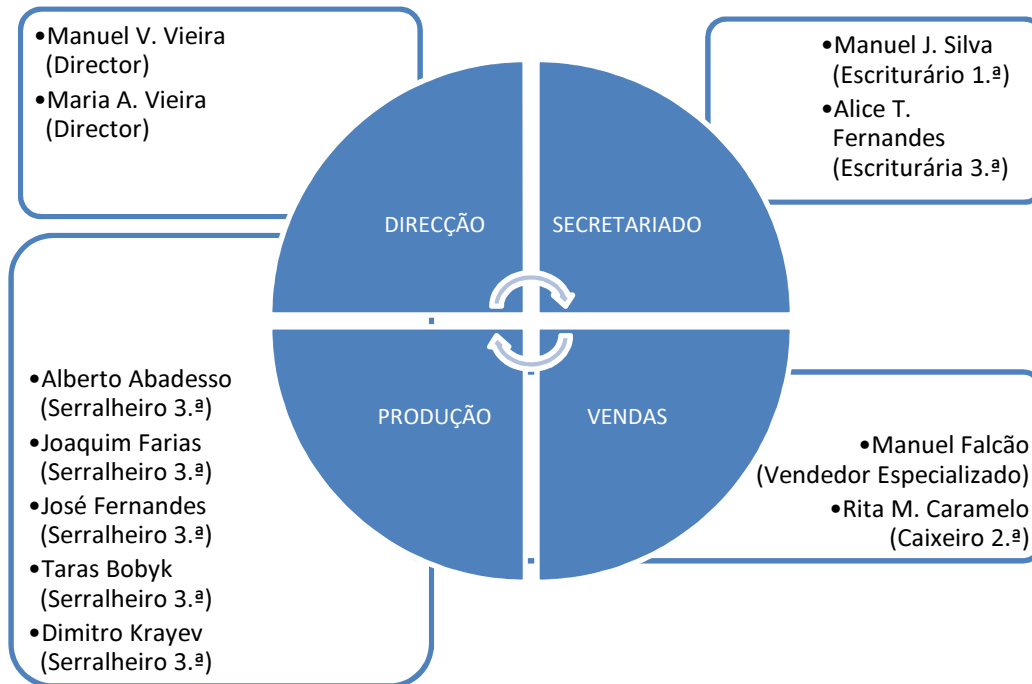 •Manuel V. Vieira
(Director)
•Maria A. Vieira
(Director)
•Manuel J. Silva
(Escriturário 1.ª)
•Alice T.
Fernandes
(Escriturária 3.ª)
DIRECÇÃO
SECRETARIADO
PRODUÇÃO
VENDAS
•Alberto Abadesso
(Serralheiro 3.ª)
•Joaquim Farias
(Serralheiro 3.ª)
•José Fernandes
(Serralheiro 3.ª)
•Taras Bobyk
(Serralheiro 3.ª)
•Dimitro Krayev
(Serralheiro 3.ª)
•Manuel Falcão
(Vendedor Especializado)
•Rita M. Caramelo
(Caixeiro 2.ª)